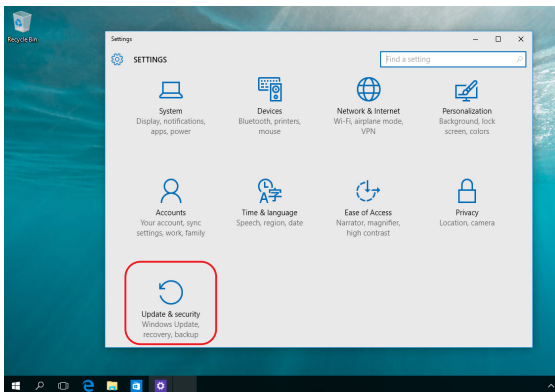 Recycle Bin
Settings
SETTINGS
Find a setting
System
Display, notifications,
apps, power
Devices
Bluetooth, printers,
mouse
Network & Internet
Wi-Fi, airplane mode,
VPN
Personalization
Background, lock
screen, colors
Accounts
Your account, sync
settings, work, family
Time & language
Speech, region, date
Ease of Access
Narrator, magnifier,
high contrast
Privacy
Location, camera
Update & security
Windows Update,
recovery, backup